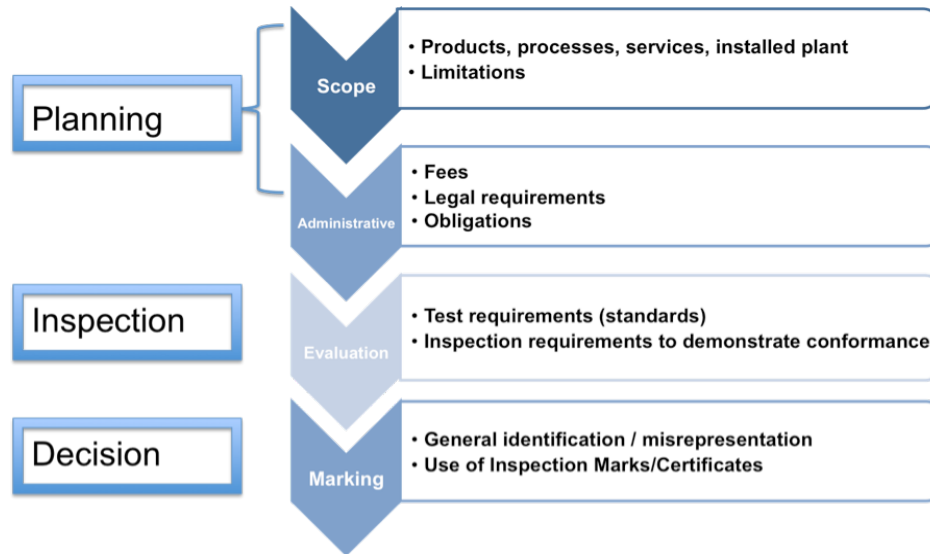 Planning
Scope
• Products, processes, services, installed plant
• Limitations
Administrative
• Fees
• Legal requirements
• Obligations
Inspection
Evaluation
• Test requirements (standards)
• Inspection requirements to demonstrate conformance
Decision
Marking
• General identification / misrepresentation
• Use of Inspection Marks/Certificates